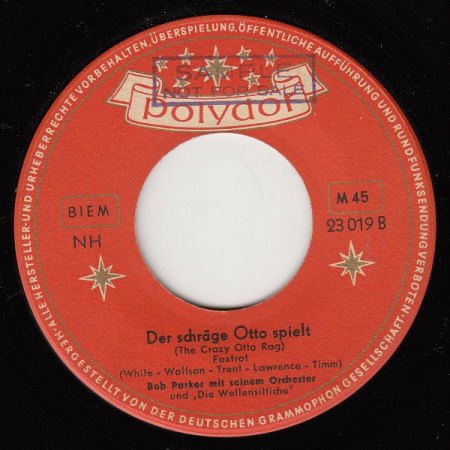 ALLE HERSTELLER- UND URHEBERRECHTE VORBEHALTEN, ÜBERSPIELUNG, ÖFFENTLICHE AUFFÜHRUNG UND RUNDFUNKSENDUNG VERBOTEN
SAMPLE
NOT FOR SALE
polydor
BIEM
NH
M 45
23 019 B
Der schräge Otto spielt
(The Crazy Otto Rag)
Foxtrot
(White - Wolfson - Trent - Lawrence - Timm)
Bob Parker mit seinem Orchester
und „Die Wellensittiche"
HERGESTELLT VON DER DEUTSCHEN GRAMMOPHON GESELLSCHAFT